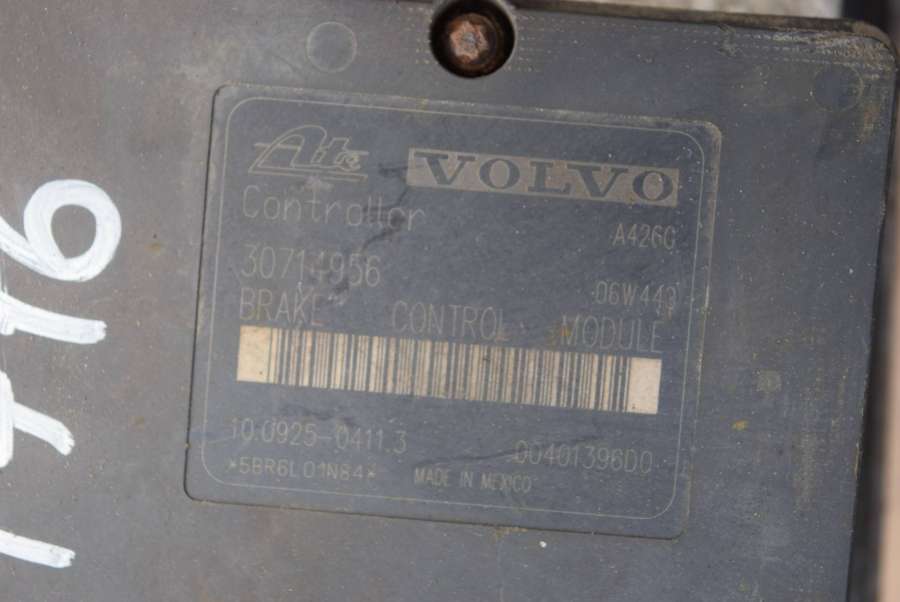 Ate VOLVO
Controller
A4260
30714956
06W443
BRAKE CONTROL MODULE
10.0925-0411.3
00401396D0
*5BR6L01N84*
MADE IN MEXICO